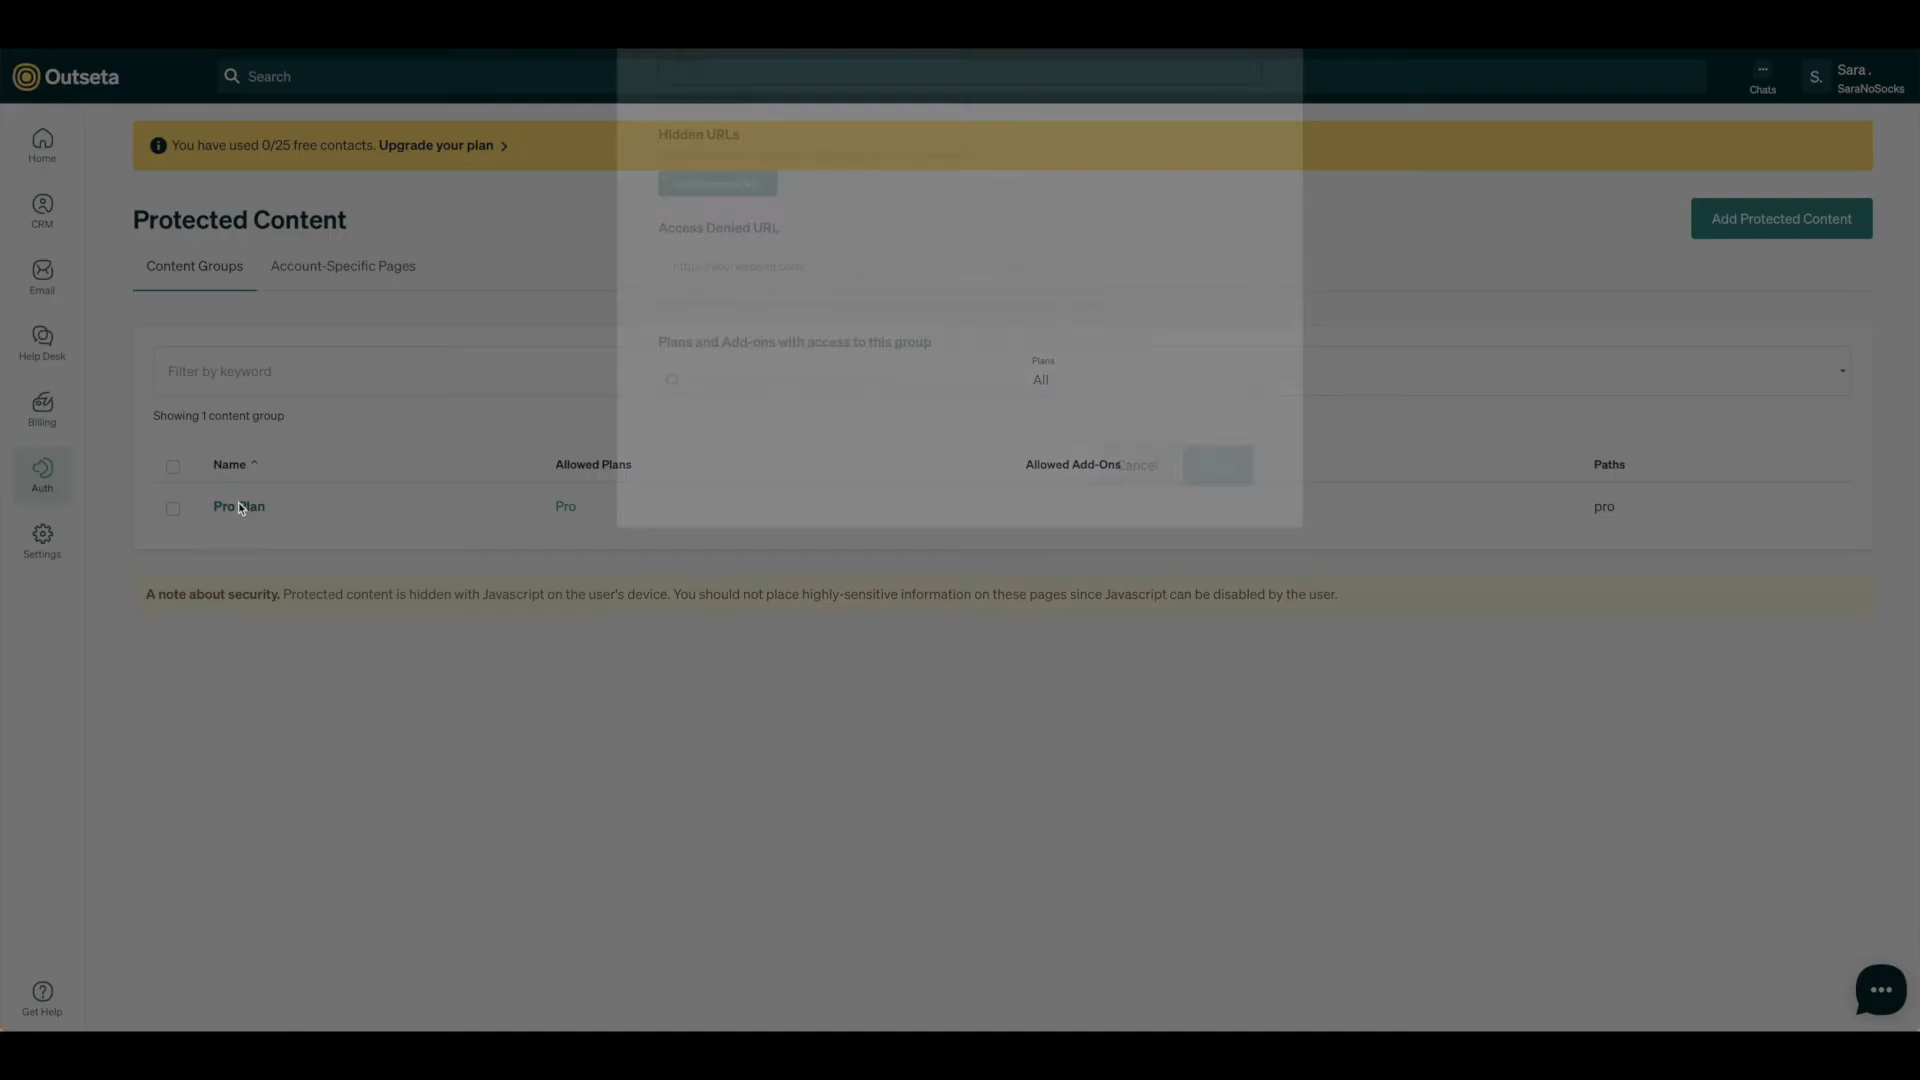 Outseta
Search
Chats
S.
Sara .
SaraNoSocks
Home
CRM
Email
Help Desk
Billing
Auth
Settings
Get Help
You have used 0/25 free contacts. Upgrade your plan
Protected Content
Add Protected Content
Content Groups
Account-Specific Pages
Hidden URLs
Access Denied URL
https://yourwebsite.com/
Plans and Add-ons with access to this group
Filter by keyword
Plans
All
Showing 1 content group
Cancel
Name
Allowed Plans
Allowed Add-Ons
Paths
Pro Plan
Pro
pro
A note about security. Protected content is hidden with Javascript on the user's device. You should not place highly-sensitive information on these pages since Javascript can be disabled by the user.